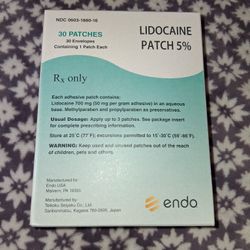 NDC 0603-1880-16
30 PATCHES
30 Envelopes
Containing 1 Patch Each
LIDOCAINE
PATCH 5%
Rx only
Each adhesive patch contains:
Lidocaine 700 mg (50 mg per gram adhesive) in an aqueous
base. Methylparaben and propylparaben as preservatives.
Usual Dosage: Apply up to 3 patches. See package insert
for complete prescribing information.
Store at 25°C (77°F); excursions permitted to 15°-30°C (59°-86°F).
WARNING: Keep used and unused patches out of the reach
of children, pets and others.
Manufactured for:
Endo USA
Malvern, PA 19355
Manufactured by:
Teikoku Seiyaku Co., Ltd.
Sanbonmatsu, Kagawa 769-2695, Japan
endo